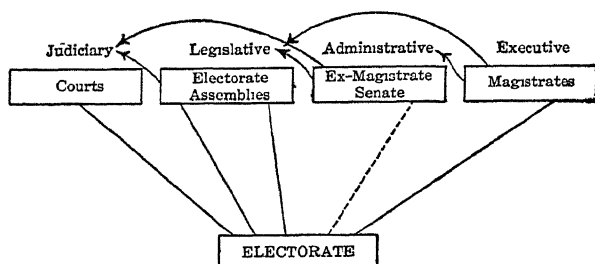 Judiciary Legislative Administrative Executive
Courts
Electorate
Assemblies
Ex-Magistrate
Senate
Magistrates
ELECTORATE